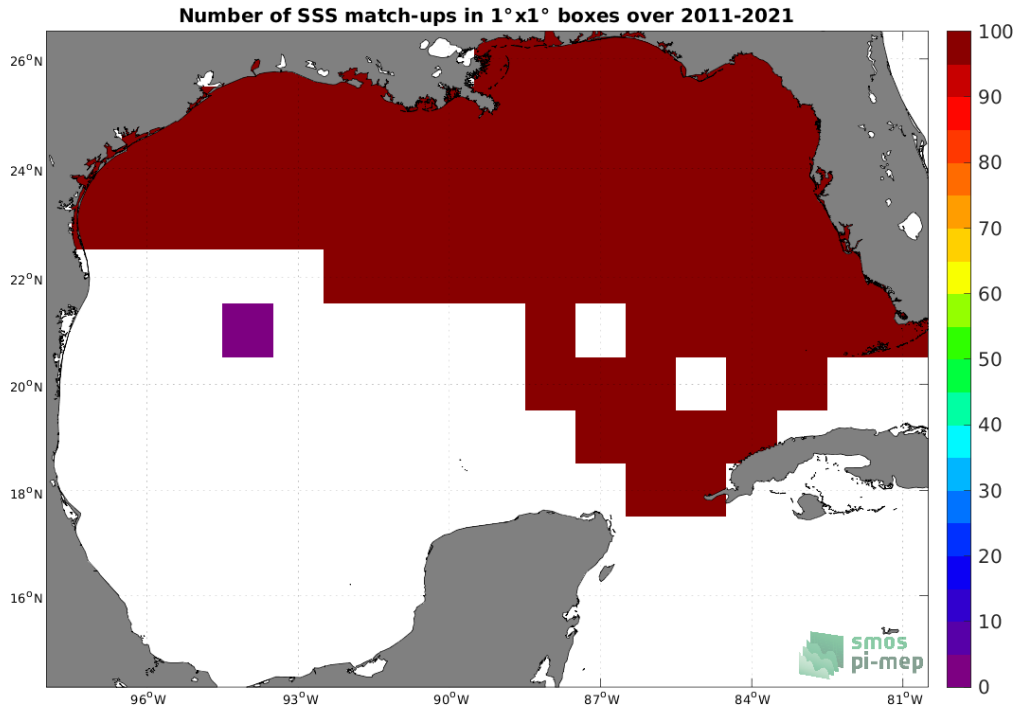 Number of SSS match-ups in 1°x1° boxes over 2011-2021
26°N
24°N
22°N
20°N
18°N
16°N
96°W
93°W
90°W
87°W
84°W
81°W
100
90
80
70
60
50
40
30
20
10
0
smos
pi-mep